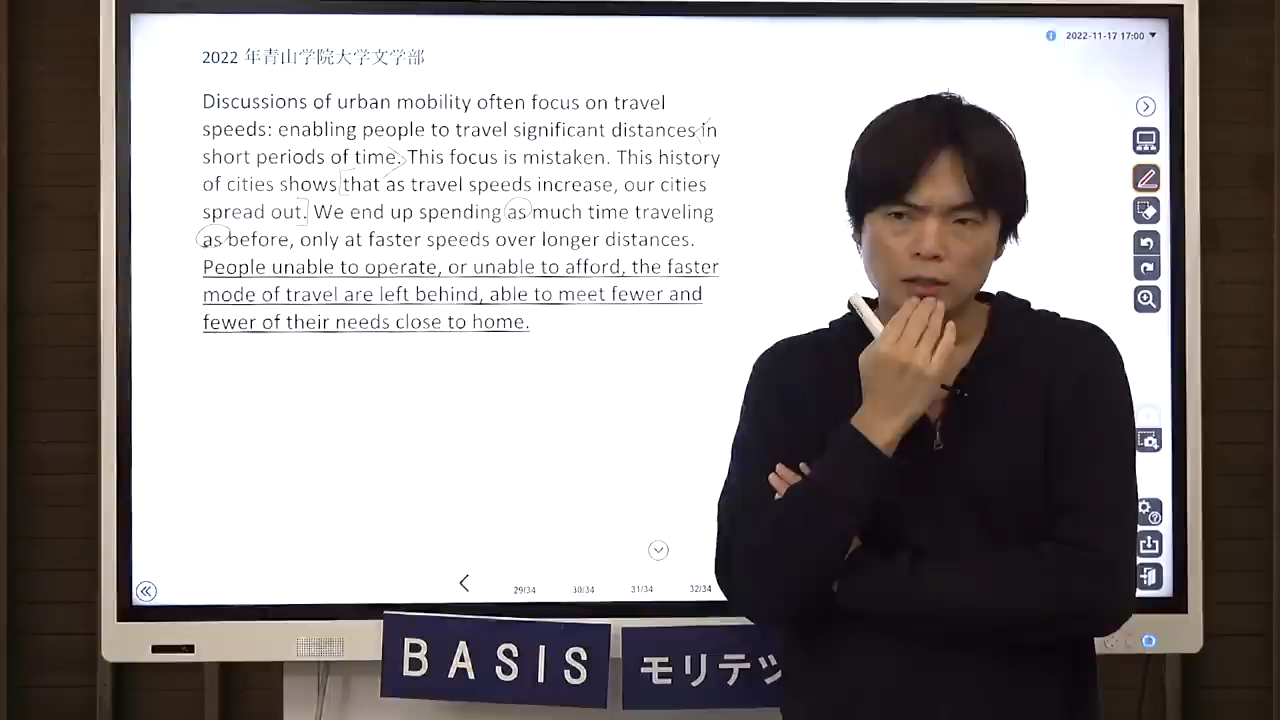 2022-11-17 17:00
2022 年青山学院大学文学部
Discussions of urban mobility often focus on travel
speeds: enabling people to travel significant distances in
short periods of time. This focus is mistaken. This history
of cities shows that as travel speeds increase, our cities
spread out. We end up spending as much time traveling
as before, only at faster speeds over longer distances.
People unable to operate, or unable to afford, the faster
mode of travel are left behind, able to meet fewer and
fewer of their needs close to home.
29/34 30/34 31/34 32/34
BASIS モリテツ